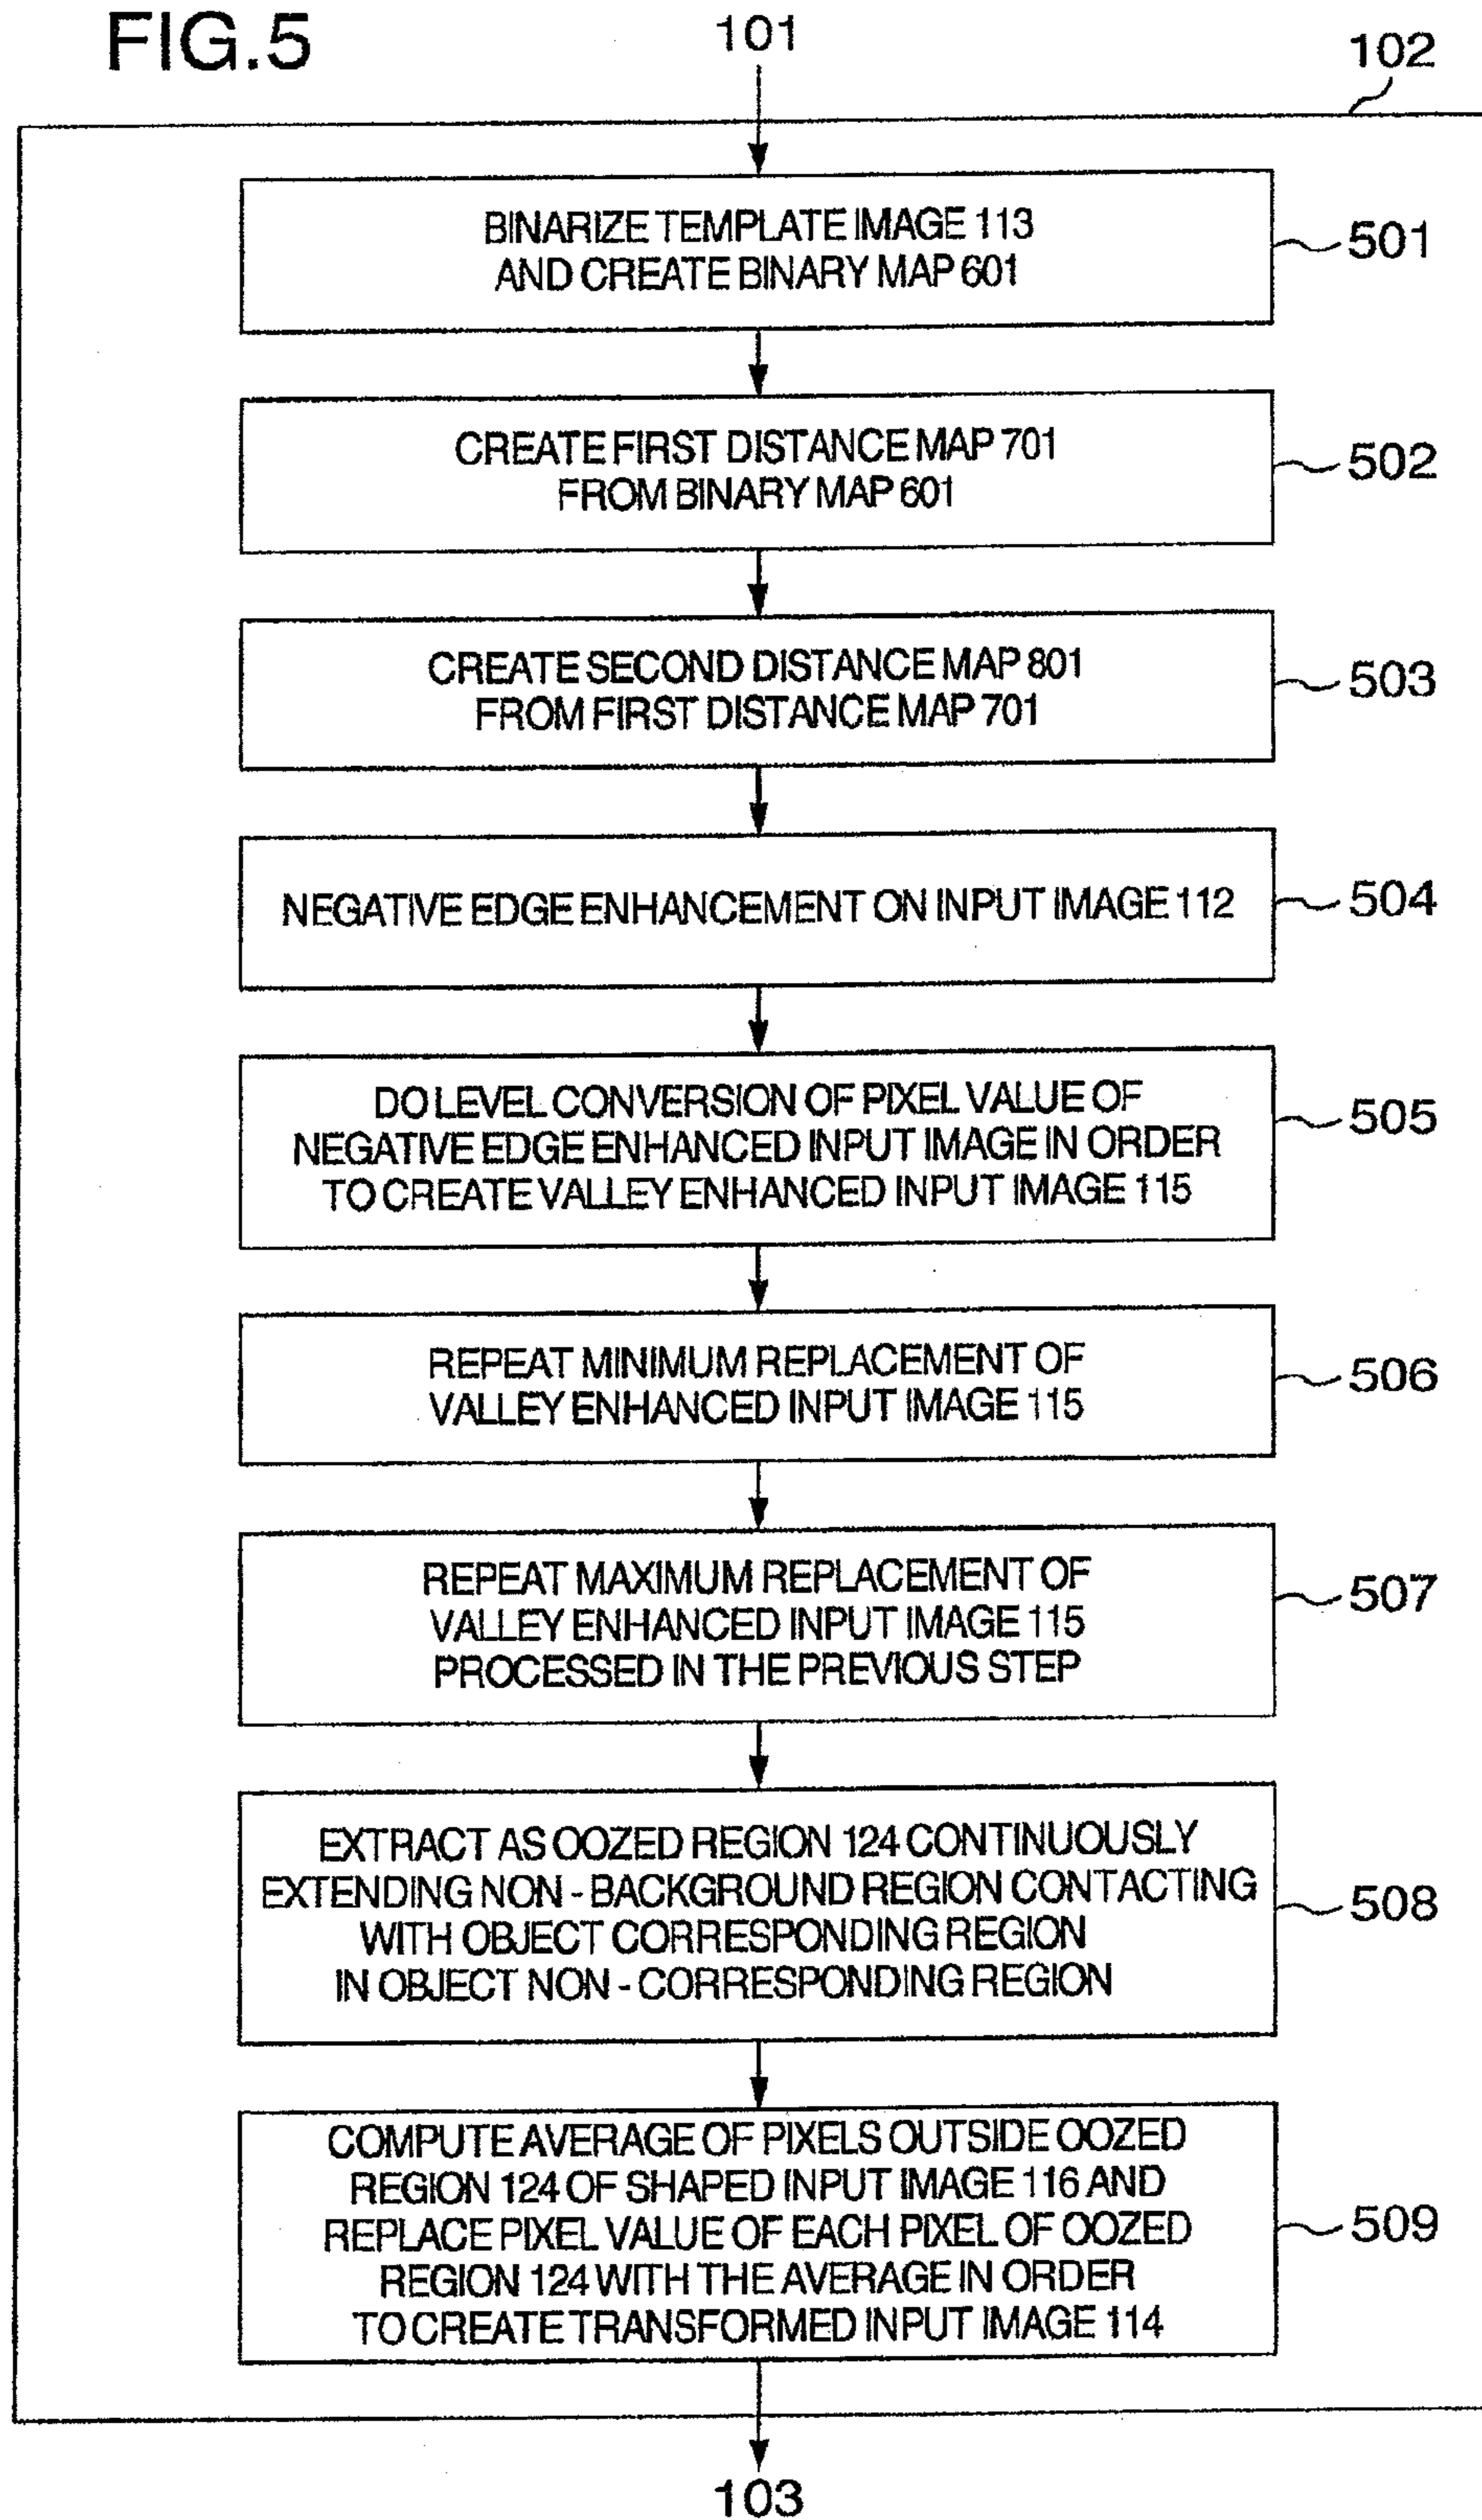 FIG.5
101
102
BINARIZE TEMPLATE IMAGE 113
AND CREATE BINARY MAP 601
501
CREATE FIRST DISTANCE MAP 701
FROM BINARY MAP 601
502
CREATE SECOND DISTANCE MAP 801
FROM FIRST DISTANCE MAP 701
503
NEGATIVE EDGE ENHANCEMENT ON INPUT IMAGE 112
504
DO LEVEL CONVERSION OF PIXEL VALUE OF
NEGATIVE EDGE ENHANCED INPUT IMAGE IN ORDER
TO CREATE VALLEY ENHANCED INPUT IMAGE 115
505
REPEAT MINIMUM REPLACEMENT OF
VALLEY ENHANCED INPUT IMAGE 115
506
REPEAT MAXIMUM REPLACEMENT OF
VALLEY ENHANCED INPUT IMAGE 115
PROCESSED IN THE PREVIOUS STEP
507
EXTRACT AS OOZED REGION 124 CONTINUOUSLY
EXTENDING NON - BACKGROUND REGION CONTACTING
WITH OBJECT CORRESPONDING REGION
IN OBJECT NON - CORRESPONDING REGION
508
COMPUTE AVERAGE OF PIXELS OUTSIDE OOZED
REGION 124 OF SHAPED INPUT IMAGE 116 AND
REPLACE PIXEL VALUE OF EACH PIXEL OF OOZED
REGION 124 WITH THE AVERAGE IN ORDER
TO CREATE TRANSFORMED INPUT IMAGE 114
509
103